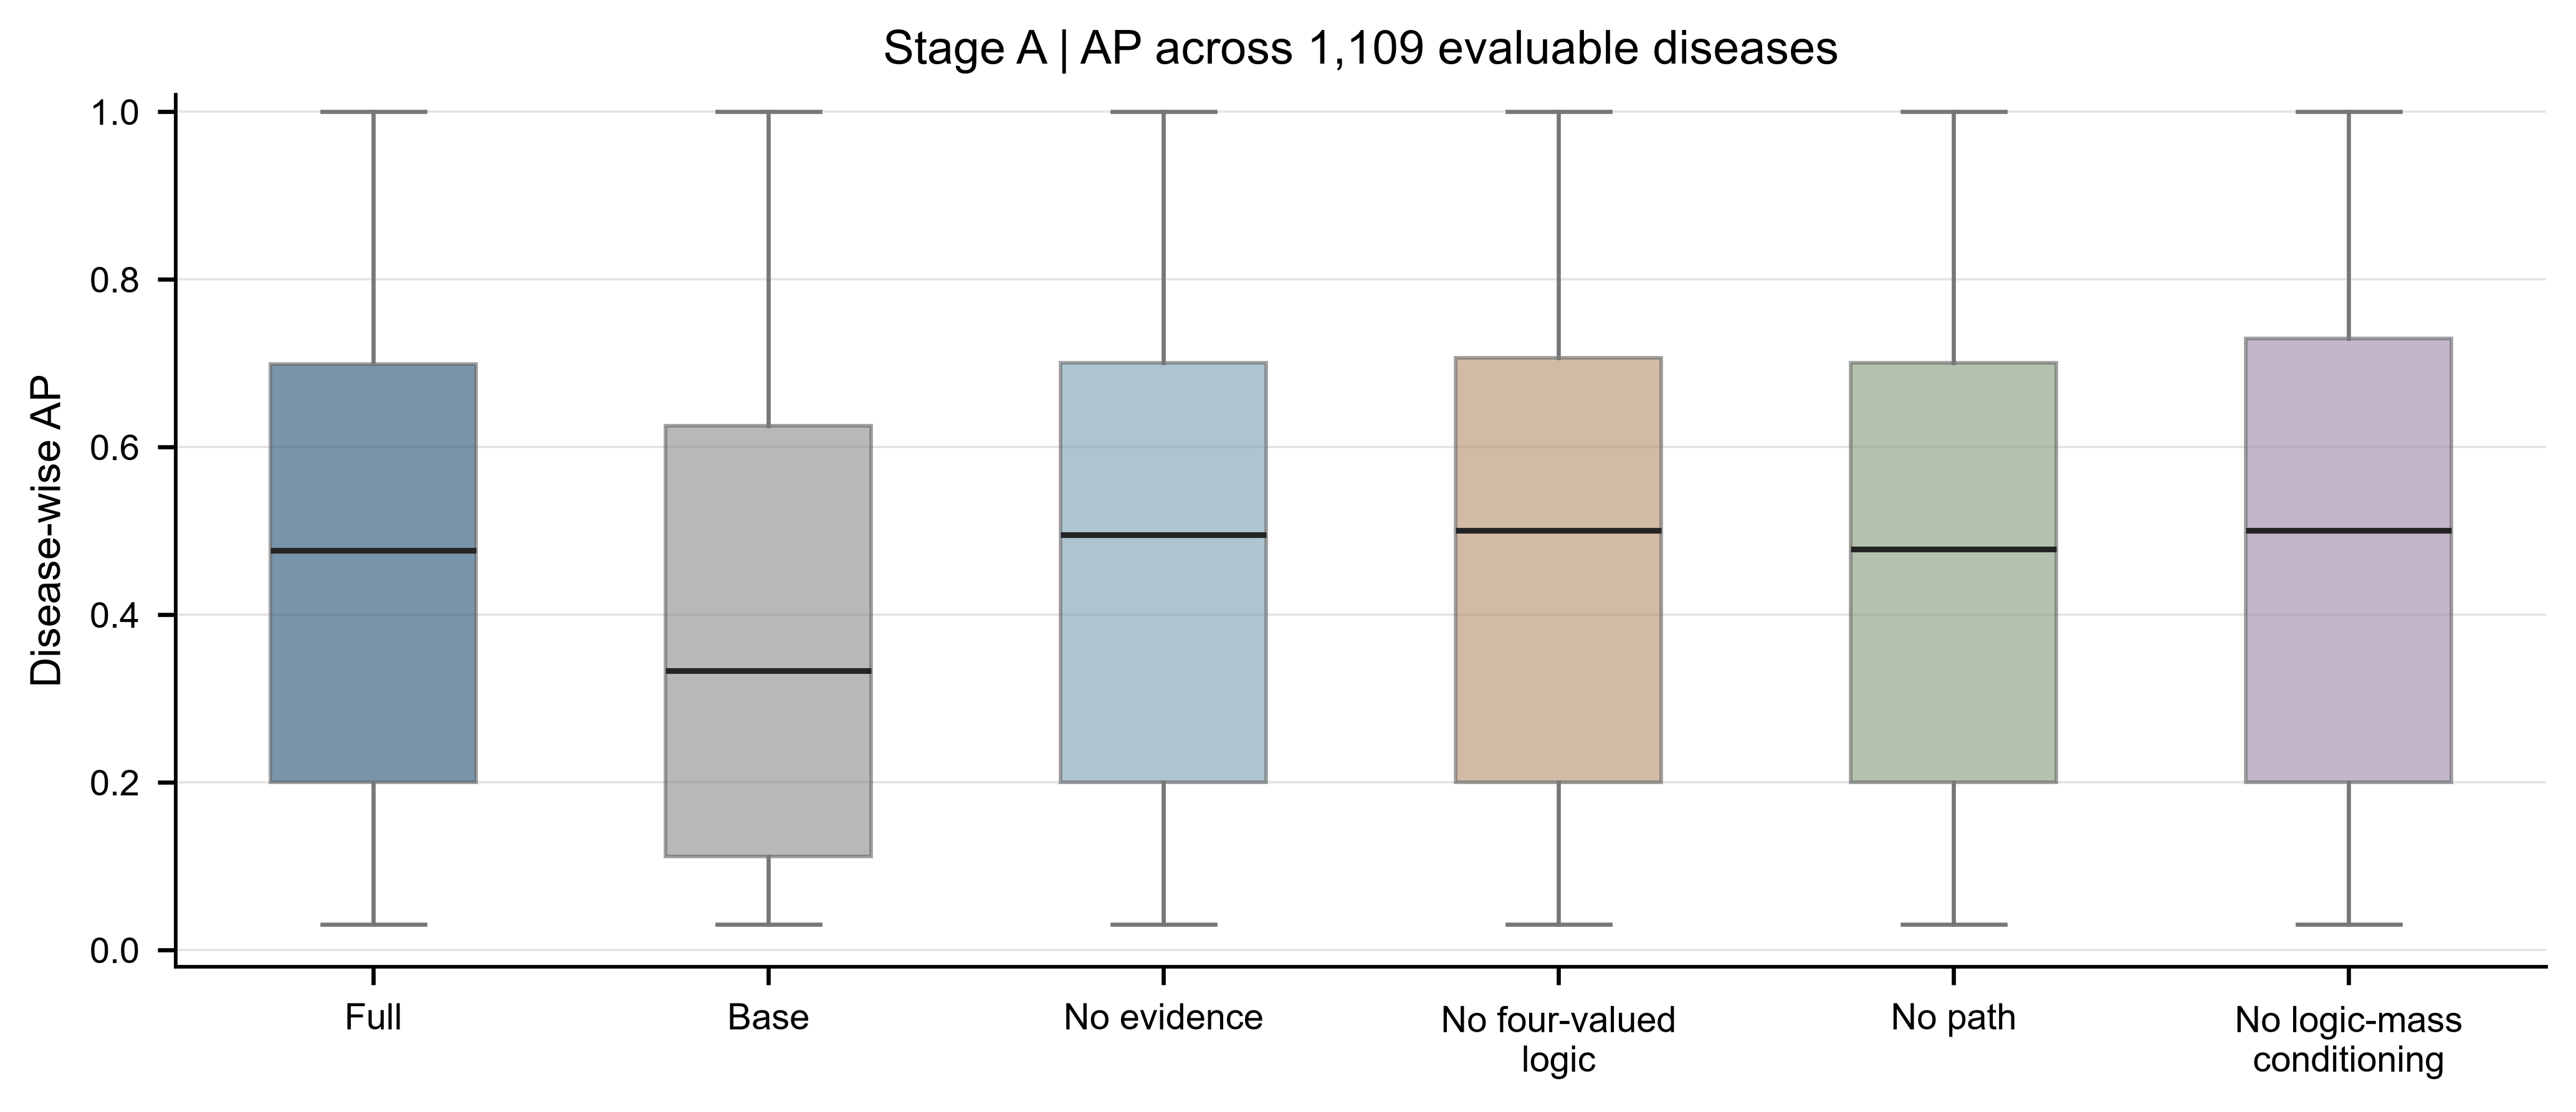 Stage A | AP across 1,109 evaluable diseases
Disease-wise AP
1.0
0.8
0.6
0.4
0.2
0.0
Full
Base
No evidence
No four-valued
logic
No path
No logic-mass
conditioning